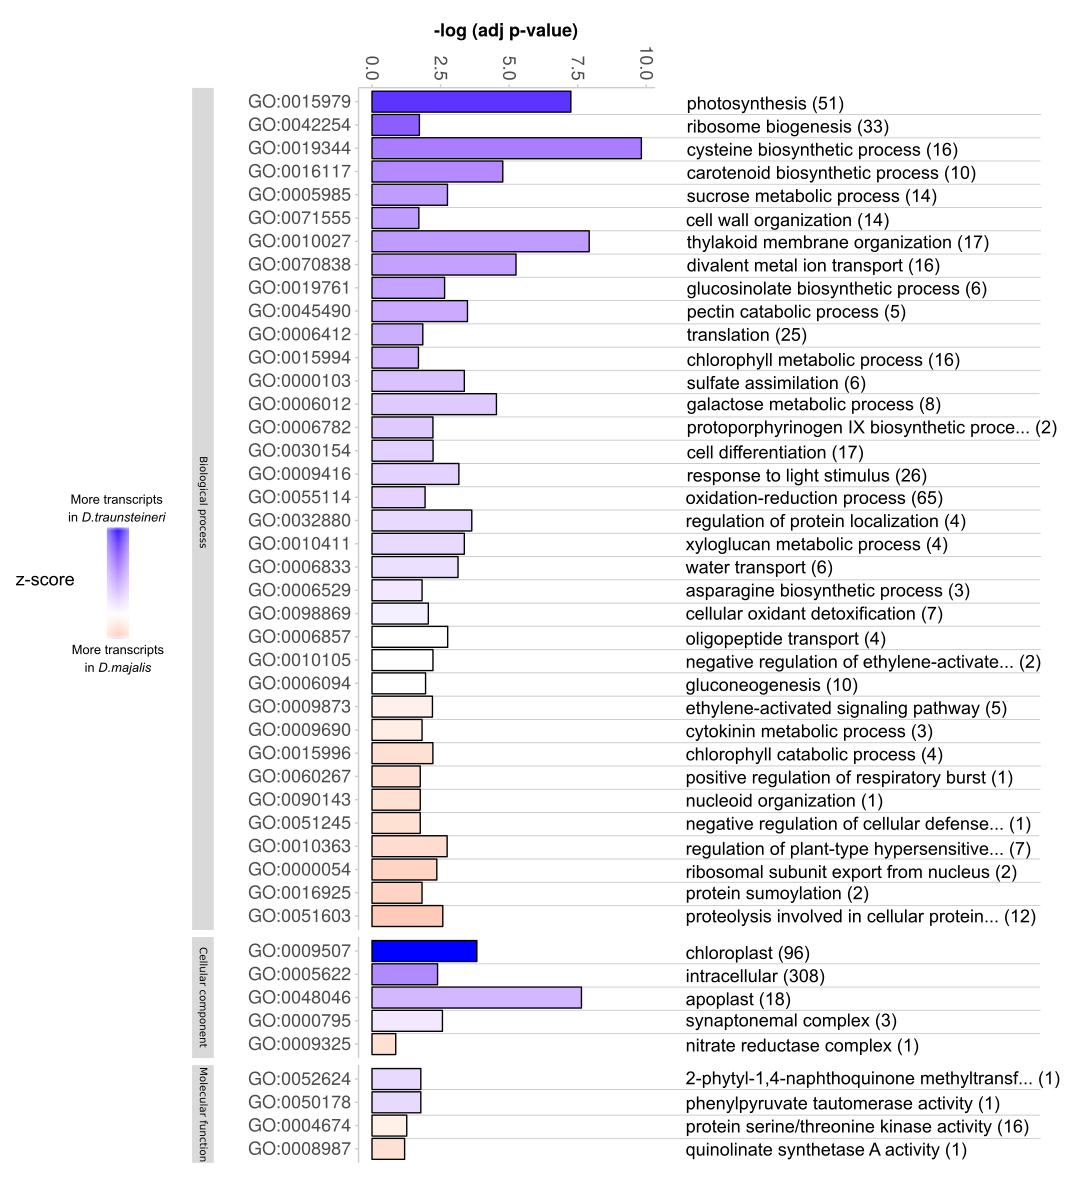 -log (adj p-value)
0.0 2.5 5.0 7.5 10.0
Biological process
GO:0015979 photosynthesis (51)
GO:0042254 ribosome biogenesis (33)
GO:0019344 cysteine biosynthetic process (16)
GO:0016117 carotenoid biosynthetic process (10)
GO:0005985 sucrose metabolic process (14)
GO:0071555 cell wall organization (14)
GO:0010027 thylakoid membrane organization (17)
GO:0070838 divalent metal ion transport (16)
GO:0019761 glucosinolate biosynthetic process (6)
GO:0045490 pectin catabolic process (5)
GO:0006412 translation (25)
GO:0015994 chlorophyll metabolic process (16)
GO:0000103 sulfate assimilation (6)
GO:0006012 galactose metabolic process (8)
GO:0006782 protoporphyrinogen IX biosynthetic proce... (2)
GO:0030154 cell differentiation (17)
GO:0009416 response to light stimulus (26)
GO:0055114 oxidation-reduction process (65)
GO:0032880 regulation of protein localization (4)
GO:0010411 xyloglucan metabolic process (4)
GO:0006833 water transport (6)
GO:0006529 asparagine biosynthetic process (3)
GO:0098869 cellular oxidant detoxification (7)
GO:0006857 oligopeptide transport (4)
GO:0010105 negative regulation of ethylene-activate... (2)
GO:0006094 gluconeogenesis (10)
GO:0009873 ethylene-activated signaling pathway (5)
GO:0009690 cytokinin metabolic process (3)
GO:0015996 chlorophyll catabolic process (4)
GO:0060267 positive regulation of respiratory burst (1)
GO:0090143 nucleoid organization (1)
GO:0051245 negative regulation of cellular defense... (1)
GO:0010363 regulation of plant-type hypersensitive... (7)
GO:0000054 ribosomal subunit export from nucleus (2)
GO:0016925 protein sumoylation (2)
GO:0051603 proteolysis involved in cellular protein... (12)
Cellular component
GO:0009507 chloroplast (96)
GO:0005622 intracellular (308)
GO:0048046 apoplast (18)
GO:0000795 synaptonemal complex (3)
GO:0009325 nitrate reductase complex (1)
Molecular function
GO:0052624 2-phytyl-1,4-naphthoquinone methyltransf... (1)
GO:0050178 phenylpyruvate tautomerase activity (1)
GO:0004674 protein serine/threonine kinase activity (16)
GO:0008987 quinolinate synthetase A activity (1)
More transcripts
in D.traunsteineri
z-score
More transcripts
in D.majalis